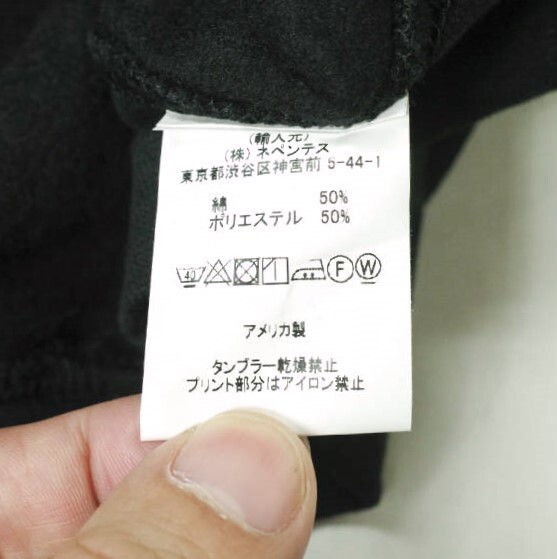 (輸入元)
(株) ネペンテス
東京都渋谷区神宮前 5-44-1
綿 50%
ポリエステル 50%
40 F W
アメリカ製
タンブラー乾燥禁止
プリント部分はアイロン禁止